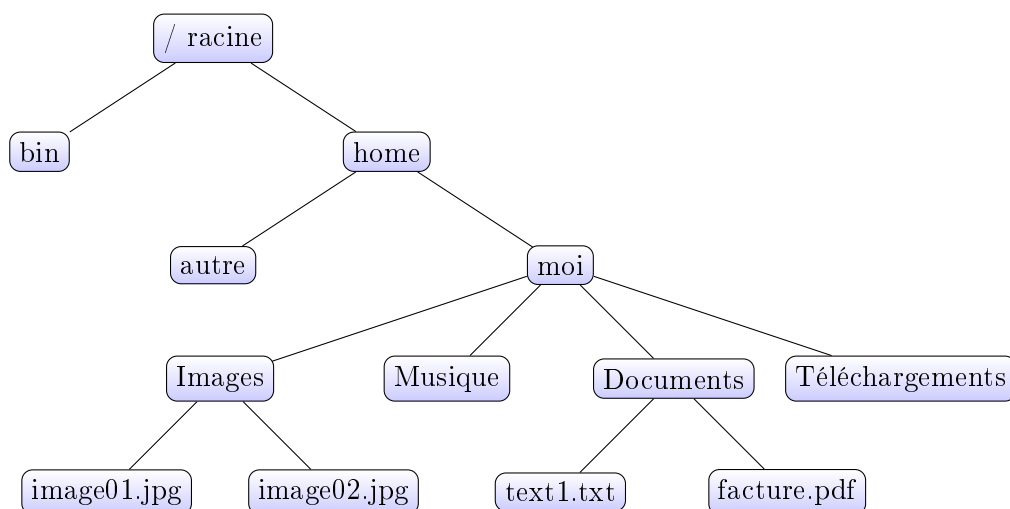 / racine
bin
home
autre
moi
Images
Musique
Documents
Téléchargements
image01.jpg
image02.jpg
text1.txt
facture.pdf